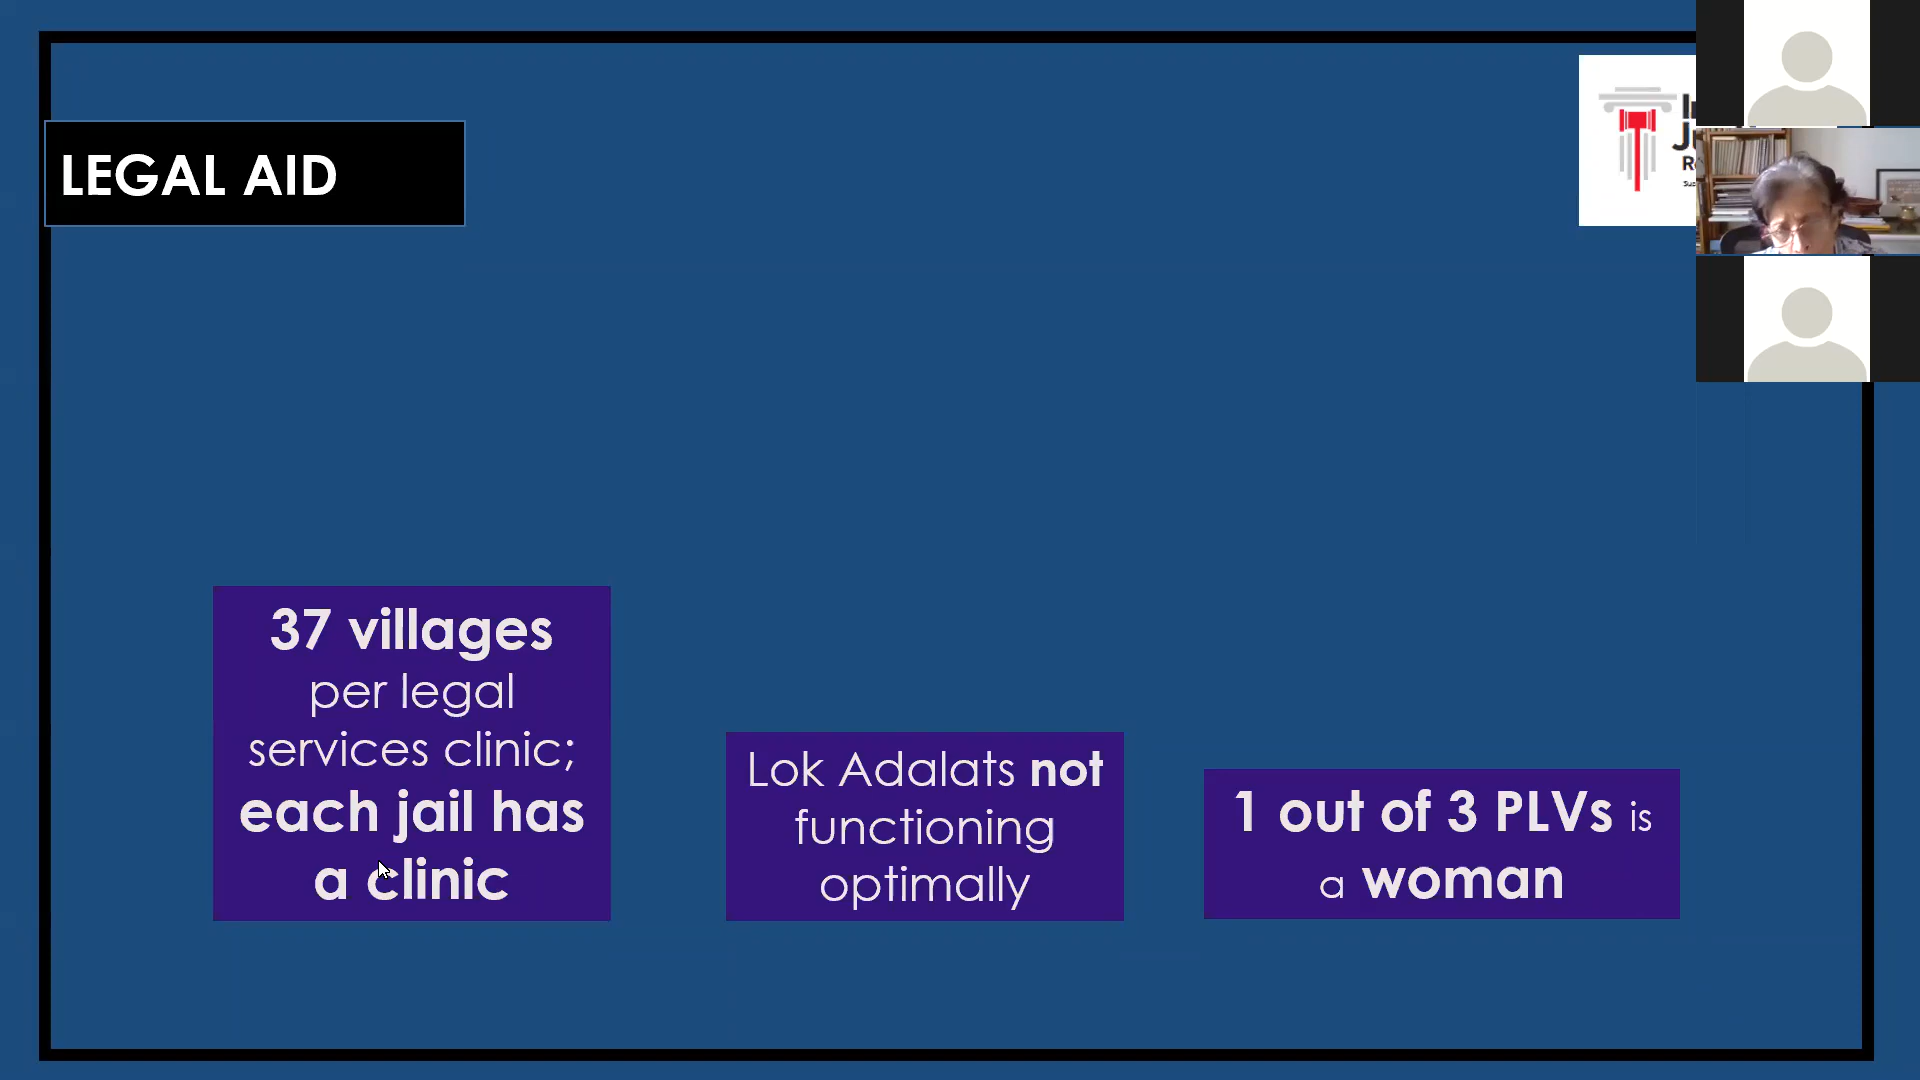 LEGAL AID
37 villages
per legal
services clinic;
each jail has
a clinic
Lok Adalats not
functioning
optimally
1 out of 3 PLVs is
a woman